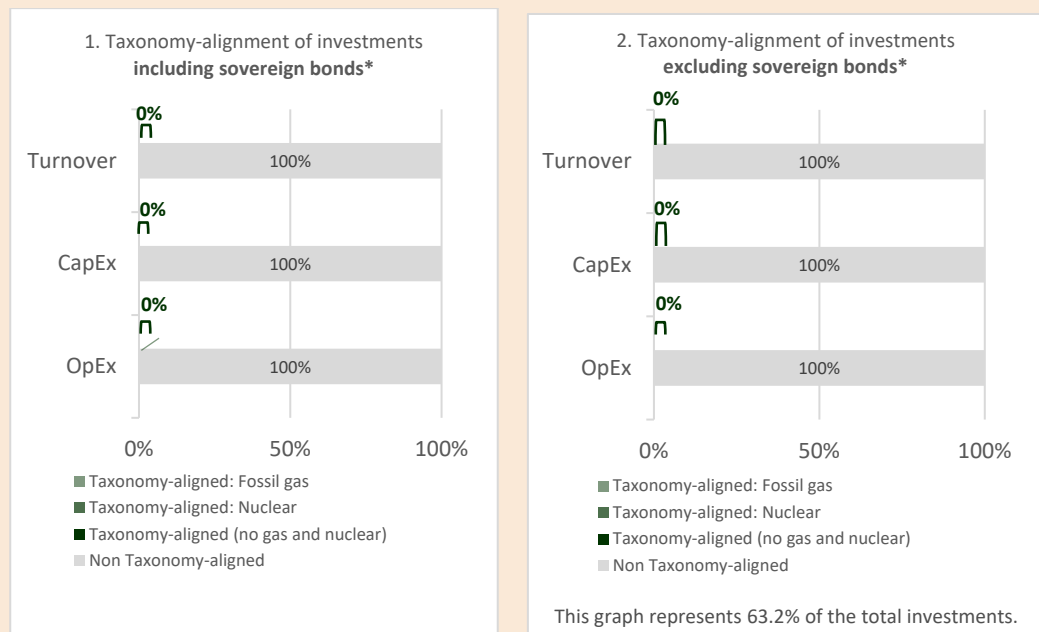 1. Taxonomy-alignment of investments
including sovereign bonds*
0%
Turnover
100%
0%
CapEx
100%
0%
OpEx
100%
0%
50%
100%
Taxonomy-aligned: Fossil gas
Taxonomy-aligned: Nuclear
Taxonomy-aligned (no gas and nuclear)
Non Taxonomy-aligned
2. Taxonomy-alignment of investments
excluding sovereign bonds*
0%
Turnover
100%
0%
CapEx
100%
0%
OpEx
100%
0%
50%
100%
Taxonomy-aligned: Fossil gas
Taxonomy-aligned: Nuclear
Taxonomy-aligned (no gas and nuclear)
Non Taxonomy-aligned
This graph represents 63.2% of the total investments.